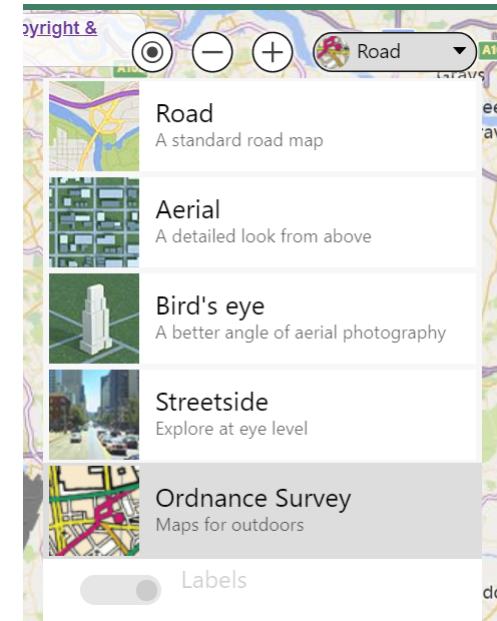 pyright &
Road
Road
A standard road map
Aerial
A detailed look from above
Bird's eye
A better angle of aerial photography
Streetside
Explore at eye level
Ordnance Survey
Maps for outdoors
Labels